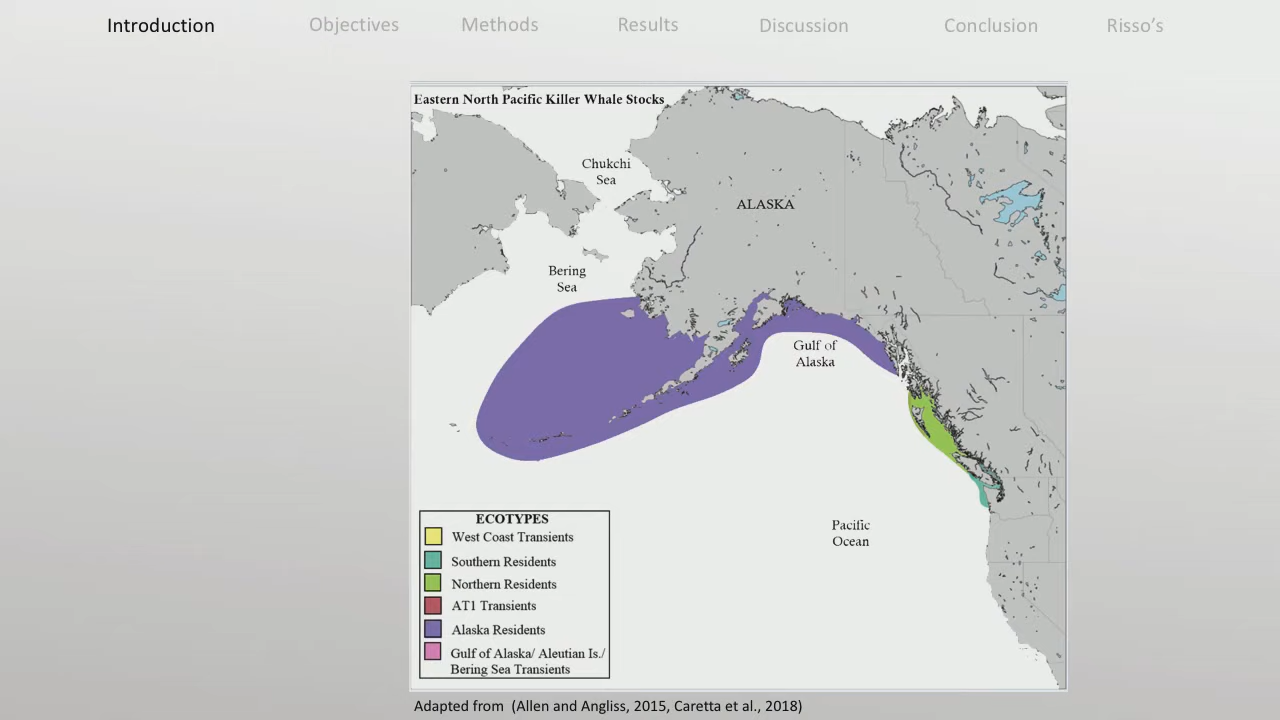 Introduction Objectives Methods Results Discussion Conclusion Risso’s
Eastern North Pacific Killer Whale Stocks
Chukchi
Sea
ALASKA
Bering
Sea
Gulf of
Alaska
Pacific
Ocean
ECOTYPES
West Coast Transients
Southern Residents
Northern Residents
AT1 Transients
Alaska Residents
Gulf of Alaska/ Aleutian Is./
Bering Sea Transients
Adapted from (Allen and Angliss, 2015, Caretta et al., 2018)